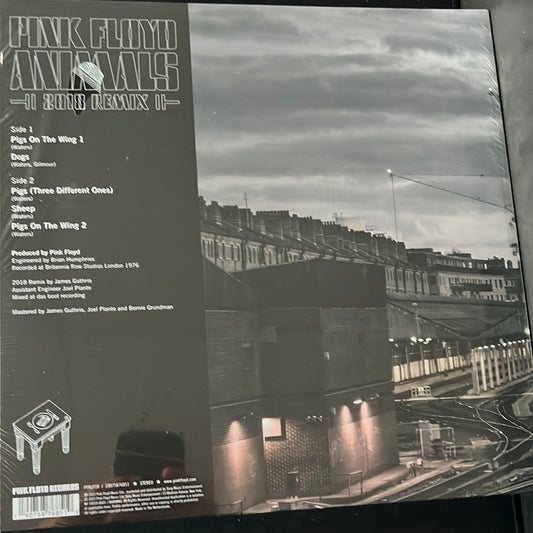 PINK FLOYD
ANIMALS
2018 REMIX
Side 1
Pigs On The Wing 1
(Waters)
Dogs
(Waters, Gilmour)
Side 2
Pigs (Three Different Ones)
(Waters)
Sheep
(Waters)
Pigs On The Wing 2
(Waters)
Produced by Pink Floyd
Engineered by Brian Humphries
Recorded at Britannia Row Studios London 1976
2018 Remix by James Guthrie
Assistant Engineer Joel Plante
Mixed at das boot recording
Mastered by James Guthrie, Joel Plante and Bernie Grundman
PINK FLOYD RECORDS
STEREO ★ www.pinkfloyd.com